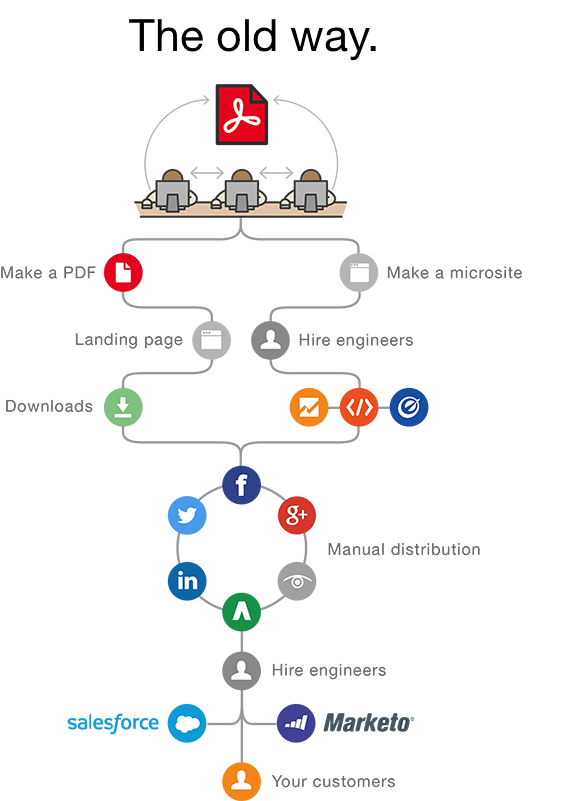 The old way.
Make a PDF
Make a microsite
Landing page
Hire engineers
Downloads
f
g+
Manual distribution
in
Hire engineers
salesforce
Marketo®
Your customers